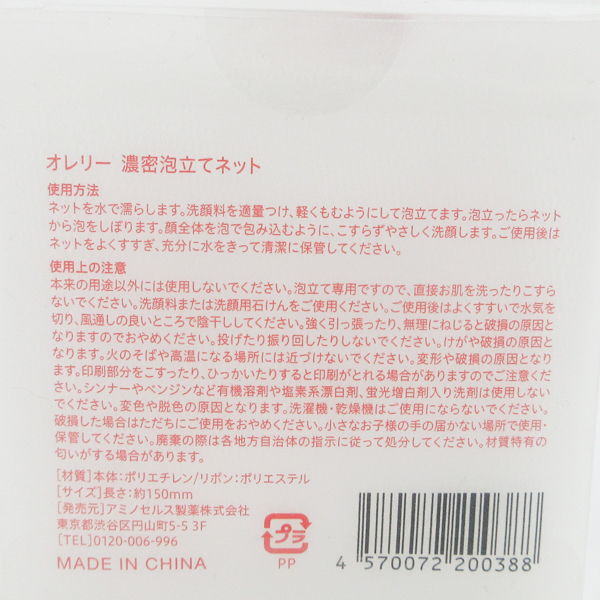 オレリー 濃密泡立てネット
使用方法
ネットを水で濡らします。洗顔料を適量つけ、軽くもむようにして泡立てます。泡立ったらネット
から泡をしぼります。顔全体を泡で包み込むように、こすらずやさしく洗顔します。ご使用後は
ネットをよくすすぎ、充分に水をきって清潔に保管してください。
使用上の注意
本来の用途以外には使用しないでください。泡立て専用ですので、直接お肌を洗ったりこすら
ないでください。洗顔料または洗顔用石けんをご使用ください。ご使用後はよくすすいで水気を
切り、風通しの良いところで陰干ししてください。強く引っ張ったり、無理にねじると破損の原因と
なりますのでおやめください。投げたり振り回したりしないでください。けがや破損の原因と
なります。火のそばや高温になる場所には近づけないでください。変形や破損の原因となり
ます。印刷部分をこすったり、ひっかいたりすると印刷がとれる場合がありますのでご注意くだ
さい。シンナーやベンジンなど有機溶剤や塩素系漂白剤、蛍光増白剤入り洗剤は使用しない
でください。変色や脱色の原因となります。洗濯機・乾燥機はご使用にならないでください。
破損した場合はただちにご使用をおやめください。小さなお子様の手の届かない場所で使用・
保管してください。廃棄の際は各地方自治体の指示に従って処分してください。材質特有の
匂いがする場合があります。
[材質]本体:ポリエチレン/リボン:ポリエステル
[サイズ]長さ:約150mm
[発売元]アミノセルス製薬株式会社
東京都渋谷区円山町5-5 3F
[TEL]0120-006-996
MADE IN CHINA
プラ
PP
4 570072 200388